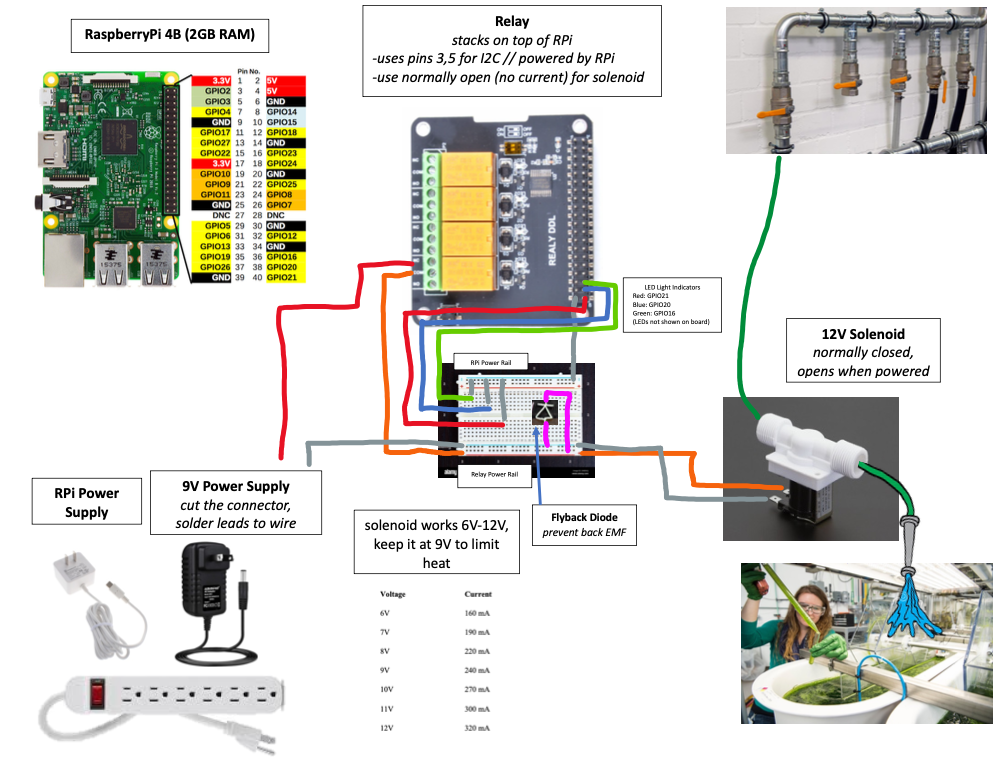 RaspberryPi 4B (2GB RAM)
Relay
stacks on top of RPi
-uses pins 3,5 for I2C // powered by RPi
-use normally open (no current) for solenoid
Pin No.
3.3V 1 2 5V
GPIO2 3 4 5V
GPIO3 5 6 GND
GPIO4 7 8 GPIO14
GND 9 10 GPIO15
GPIO17 11 12 GPIO18
GPIO27 13 14 GND
GPIO22 15 16 GPIO23
3.3V 17 18 GPIO24
GPIO10 19 20 GND
GPIO9 21 22 GPIO25
GPIO11 23 24 GPIO8
GND 25 26 GPIO7
DNC 27 28 DNC
GPIO5 29 30 GND
GPIO6 31 32 GPIO12
GPIO13 33 34 GND
GPIO19 35 36 GPIO16
GPIO26 37 38 GPIO20
GND 39 40 GPIO21
15375
15375
REALY DDL
LED Light Indicators
Red: GPIO21
Blue: GPIO20
Green: GPIO16
(LEDs not shown on board)
12V Solenoid
normally closed,
opens when powered
RPi Power Rail
Relay Power Rail
RPi Power
Supply
9V Power Supply
cut the connector,
solder leads to wire
solenoid works 6V-12V,
keep it at 9V to limit
heat
Flyback Diode
prevent back EMF
Voltage Current
6V 160 mA
7V 190 mA
8V 220 mA
9V 240 mA
10V 270 mA
11V 300 mA
12V 320 mA